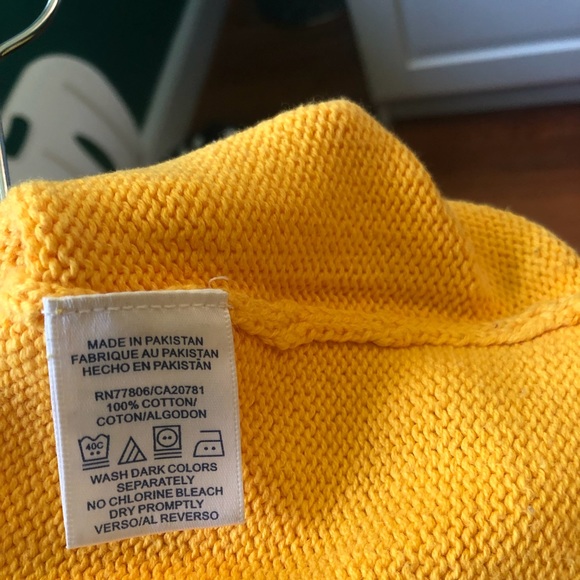 MADE IN PAKISTAN
FABRIQUE AU PAKISTAN
HECHO EN PAKISTÁN
RN77806/CA20781
100% COTTON/
COTON/ALGODON
40C
WASH DARK COLORS
SEPARATELY
NO CHLORINE BLEACH
DRY PROMPTLY
VERSO/AL REVERSO